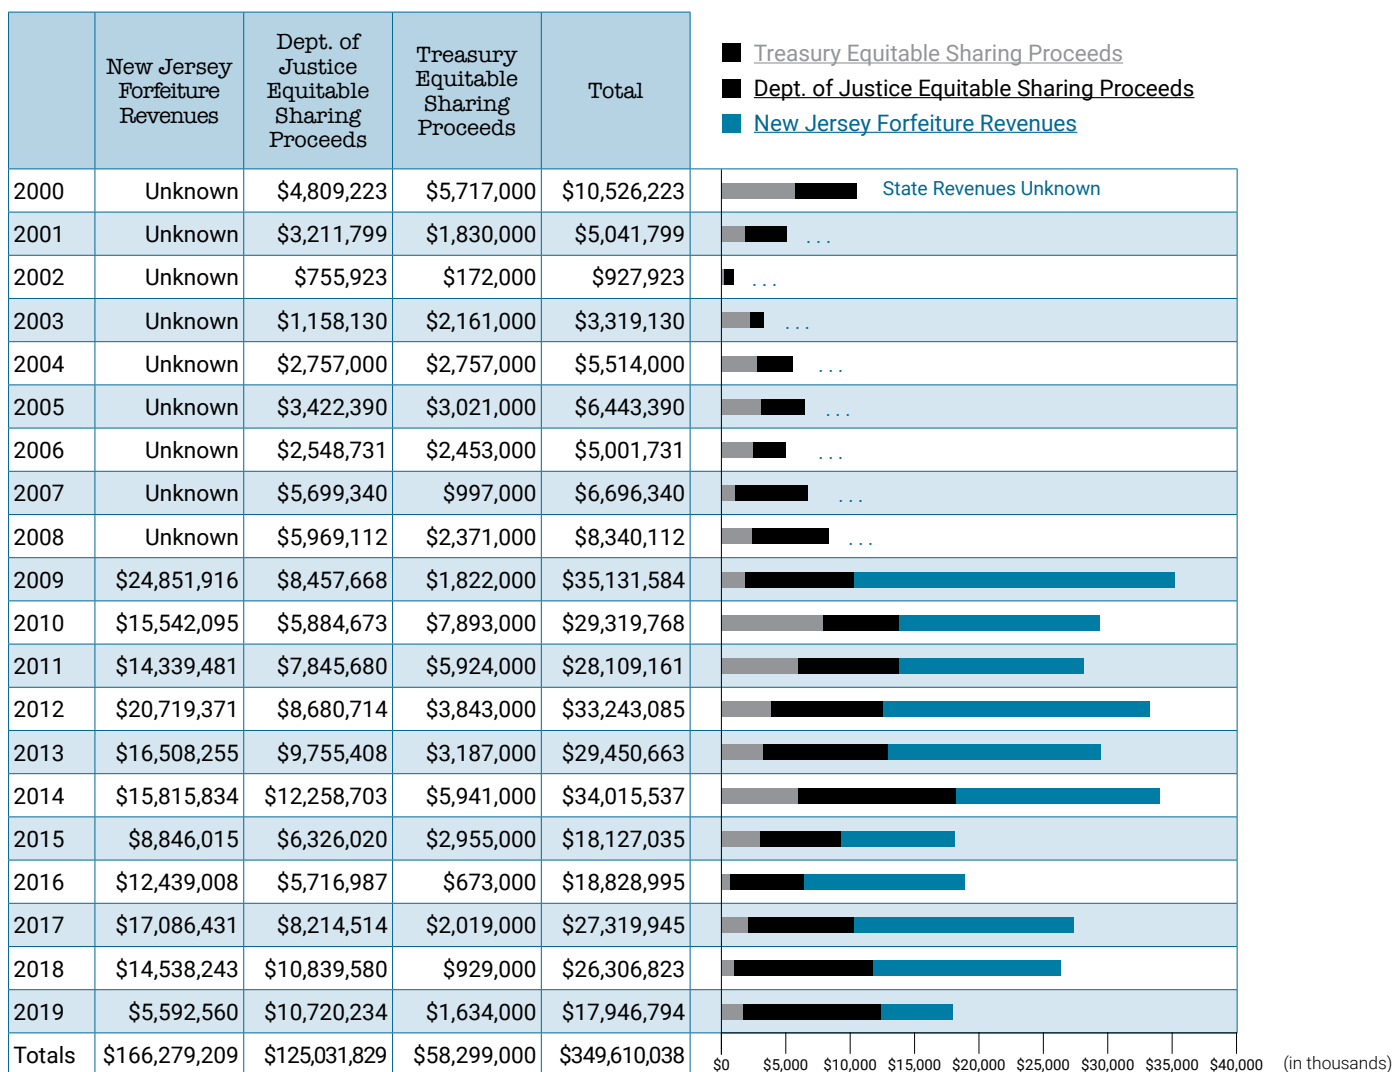 New Jersey
Forfeiture
Revenues
Dept. of
Justice
Equitable
Sharing
Proceeds
Treasury
Equitable
Sharing
Proceeds
Total
Treasury Equitable Sharing Proceeds
Dept. of Justice Equitable Sharing Proceeds
New Jersey Forfeiture Revenues
2000 Unknown $4,809,223 $5,717,000 $10,526,223 State Revenues Unknown
2001 Unknown $3,211,799 $1,830,000 $5,041,799 ...
2002 Unknown $755,923 $172,000 $927,923 ...
2003 Unknown $1,158,130 $2,161,000 $3,319,130 ...
2004 Unknown $2,757,000 $2,757,000 $5,514,000 ...
2005 Unknown $3,422,390 $3,021,000 $6,443,390 ...
2006 Unknown $2,548,731 $2,453,000 $5,001,731 ...
2007 Unknown $5,699,340 $997,000 $6,696,340 ...
2008 Unknown $5,969,112 $2,371,000 $8,340,112 ...
2009 $24,851,916 $8,457,668 $1,822,000 $35,131,584
2010 $15,542,095 $5,884,673 $7,893,000 $29,319,768
2011 $14,339,481 $7,845,680 $5,924,000 $28,109,161
2012 $20,719,371 $8,680,714 $3,843,000 $33,243,085
2013 $16,508,255 $9,755,408 $3,187,000 $29,450,663
2014 $15,815,834 $12,258,703 $5,941,000 $34,015,537
2015 $8,846,015 $6,326,020 $2,955,000 $18,127,035
2016 $12,439,008 $5,716,987 $673,000 $18,828,995
2017 $17,086,431 $8,214,514 $2,019,000 $27,319,945
2018 $14,538,243 $10,839,580 $929,000 $26,306,823
2019 $5,592,560 $10,720,234 $1,634,000 $17,946,794
Totals $166,279,209 $125,031,829 $58,299,000 $349,610,038
$0 $5,000 $10,000 $15,000 $20,000 $25,000 $30,000 $35,000 $40,000 (in thousands)